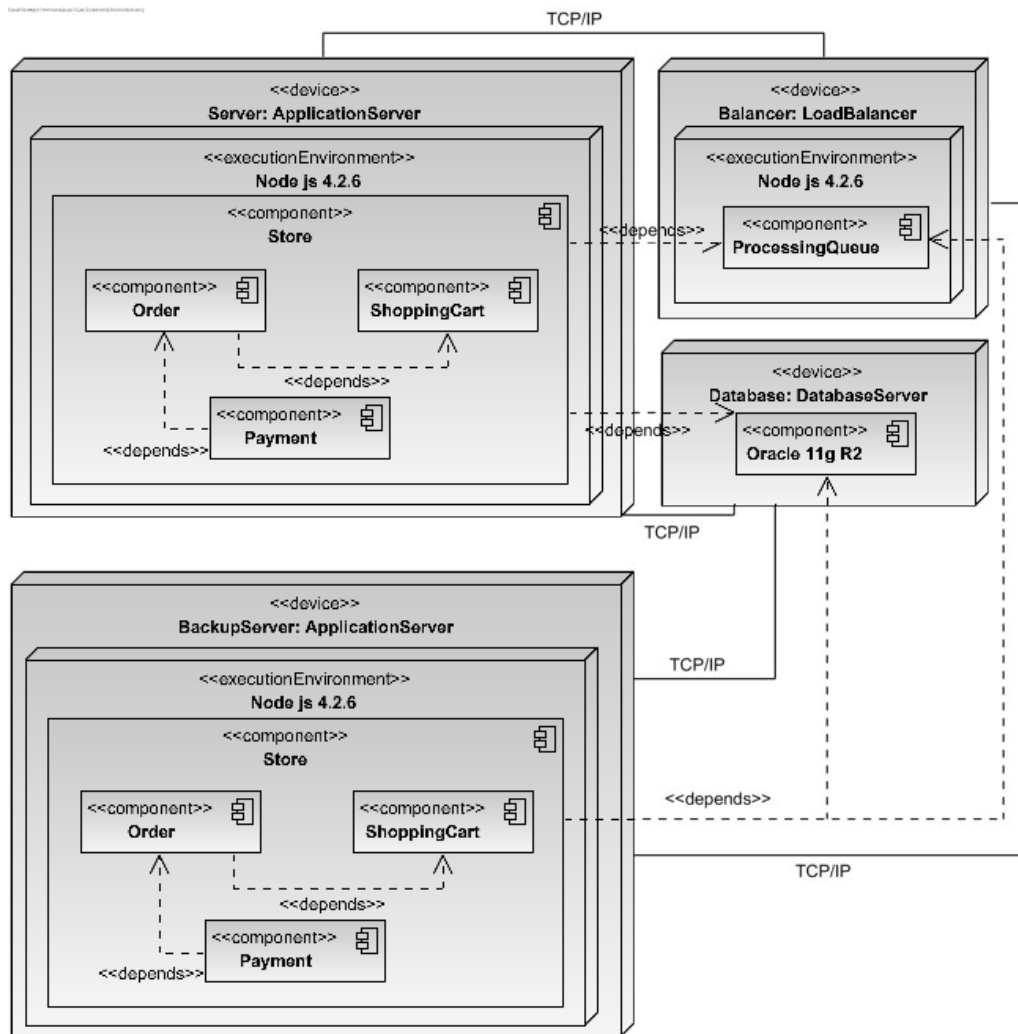 TCP/IP
<<device>>
Server: ApplicationServer
<<executionEnvironment>>
Node js 4.2.6
<<component>>
Store
<<component>>
Order
<<component>>
ShoppingCart
<<depends>>
<<component>>
Payment
<<depends>>
<<device>>
Balancer: LoadBalancer
<<executionEnvironment>>
Node js 4.2.6
<<depends>>
<<component>>
ProcessingQueue
<<device>>
Database: DatabaseServer
<<depends>>
<<component>>
Oracle 11g R2
TCP/IP
<<device>>
BackupServer: ApplicationServer
TCP/IP
<<executionEnvironment>>
Node js 4.2.6
<<component>>
Store
<<component>>
Order
<<component>>
ShoppingCart
<<depends>>
<<depends>>
<<component>>
Payment
<<depends>>
TCP/IP